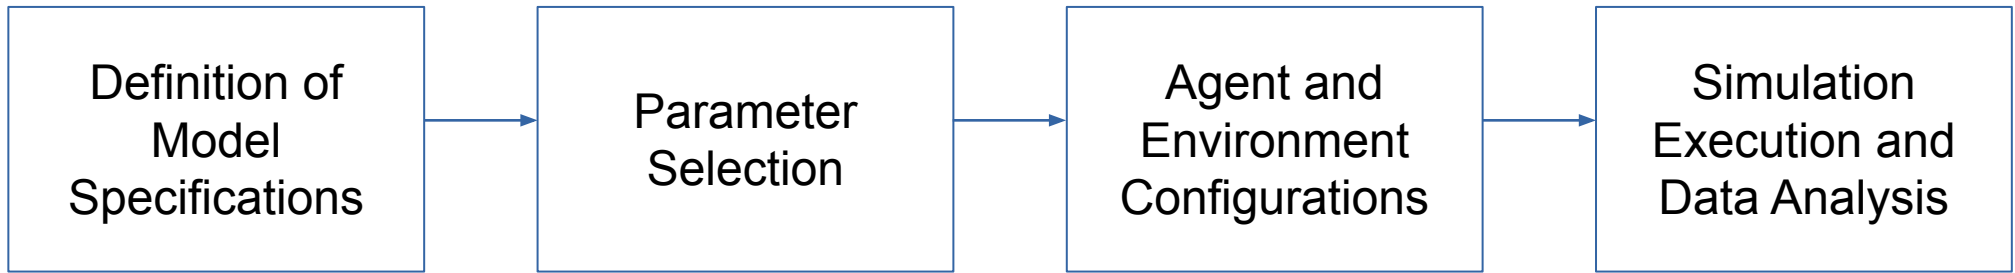 Definition of
Model
Specifications
Parameter
Selection
Agent and
Environment
Configurations
Simulation
Execution and
Data Analysis